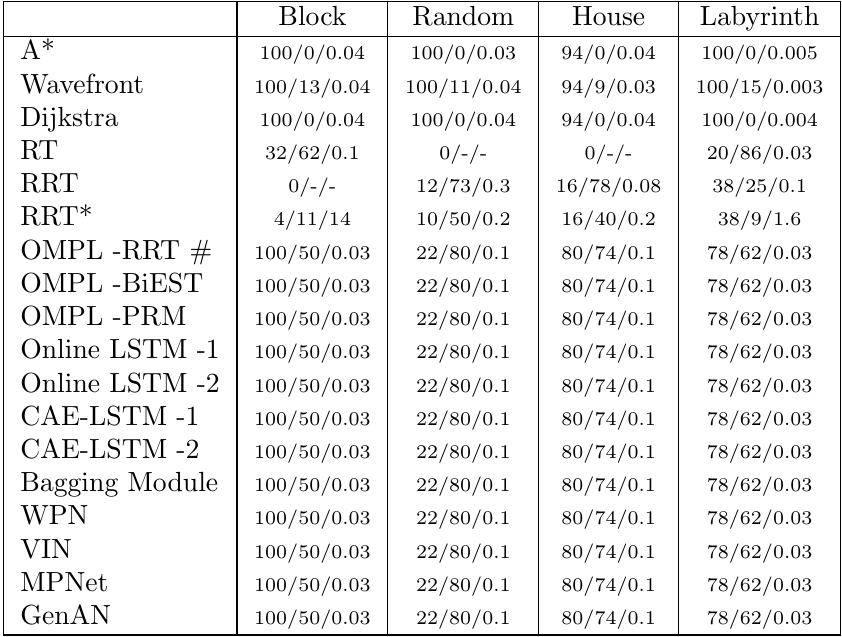 Block Random House Labyrinth
A* 100/0/0.04 100/0/0.03 94/0/0.04 100/0/0.005
Wavefront 100/13/0.04 100/11/0.04 94/9/0.03 100/15/0.003
Dijkstra 100/0/0.04 100/0/0.04 94/0/0.04 100/0/0.004
RT 32/62/0.1 0/-/- 0/-/- 20/86/0.03
RRT 0/-/- 12/73/0.3 16/78/0.08 38/25/0.1
RRT* 4/11/14 10/50/0.2 16/40/0.2 38/9/1.6
OMPL -RRT # 100/50/0.03 22/80/0.1 80/74/0.1 78/62/0.03
OMPL -BiEST 100/50/0.03 22/80/0.1 80/74/0.1 78/62/0.03
OMPL -PRM 100/50/0.03 22/80/0.1 80/74/0.1 78/62/0.03
Online LSTM -1 100/50/0.03 22/80/0.1 80/74/0.1 78/62/0.03
Online LSTM -2 100/50/0.03 22/80/0.1 80/74/0.1 78/62/0.03
CAE-LSTM -1 100/50/0.03 22/80/0.1 80/74/0.1 78/62/0.03
CAE-LSTM -2 100/50/0.03 22/80/0.1 80/74/0.1 78/62/0.03
Bagging Module 100/50/0.03 22/80/0.1 80/74/0.1 78/62/0.03
WPN 100/50/0.03 22/80/0.1 80/74/0.1 78/62/0.03
VIN 100/50/0.03 22/80/0.1 80/74/0.1 78/62/0.03
MPNet 100/50/0.03 22/80/0.1 80/74/0.1 78/62/0.03
GenAN 100/50/0.03 22/80/0.1 80/74/0.1 78/62/0.03